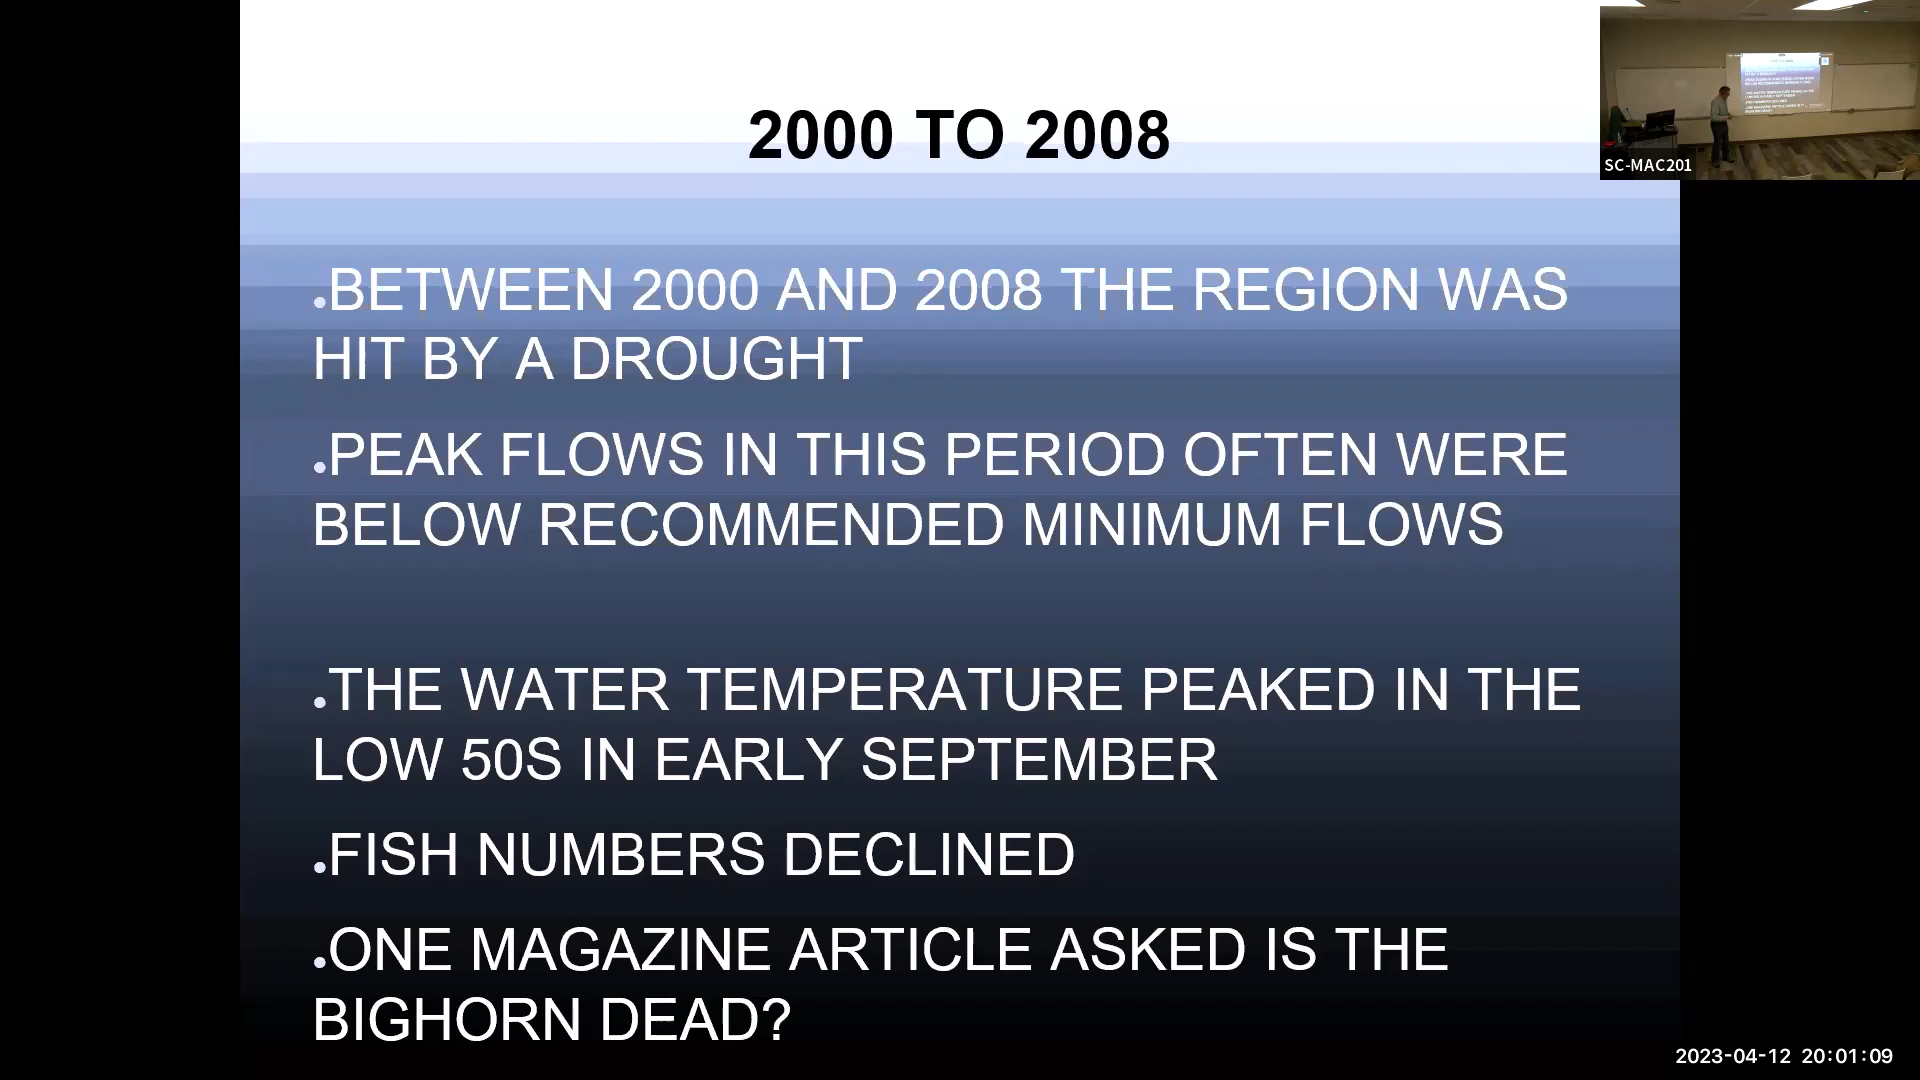 2000 TO 2008
.BETWEEN 2000 AND 2008 THE REGION WAS
HIT BY A DROUGHT
.PEAK FLOWS IN THIS PERIOD OFTEN WERE
BELOW RECOMMENDED MINIMUM FLOWS
.THE WATER TEMPERATURE PEAKED IN THE
LOW 50S IN EARLY SEPTEMBER
.FISH NUMBERS DECLINED
.ONE MAGAZINE ARTICLE ASKED IS THE
BIGHORN DEAD?
SC-MAC201
2023-04-12 20:01:09